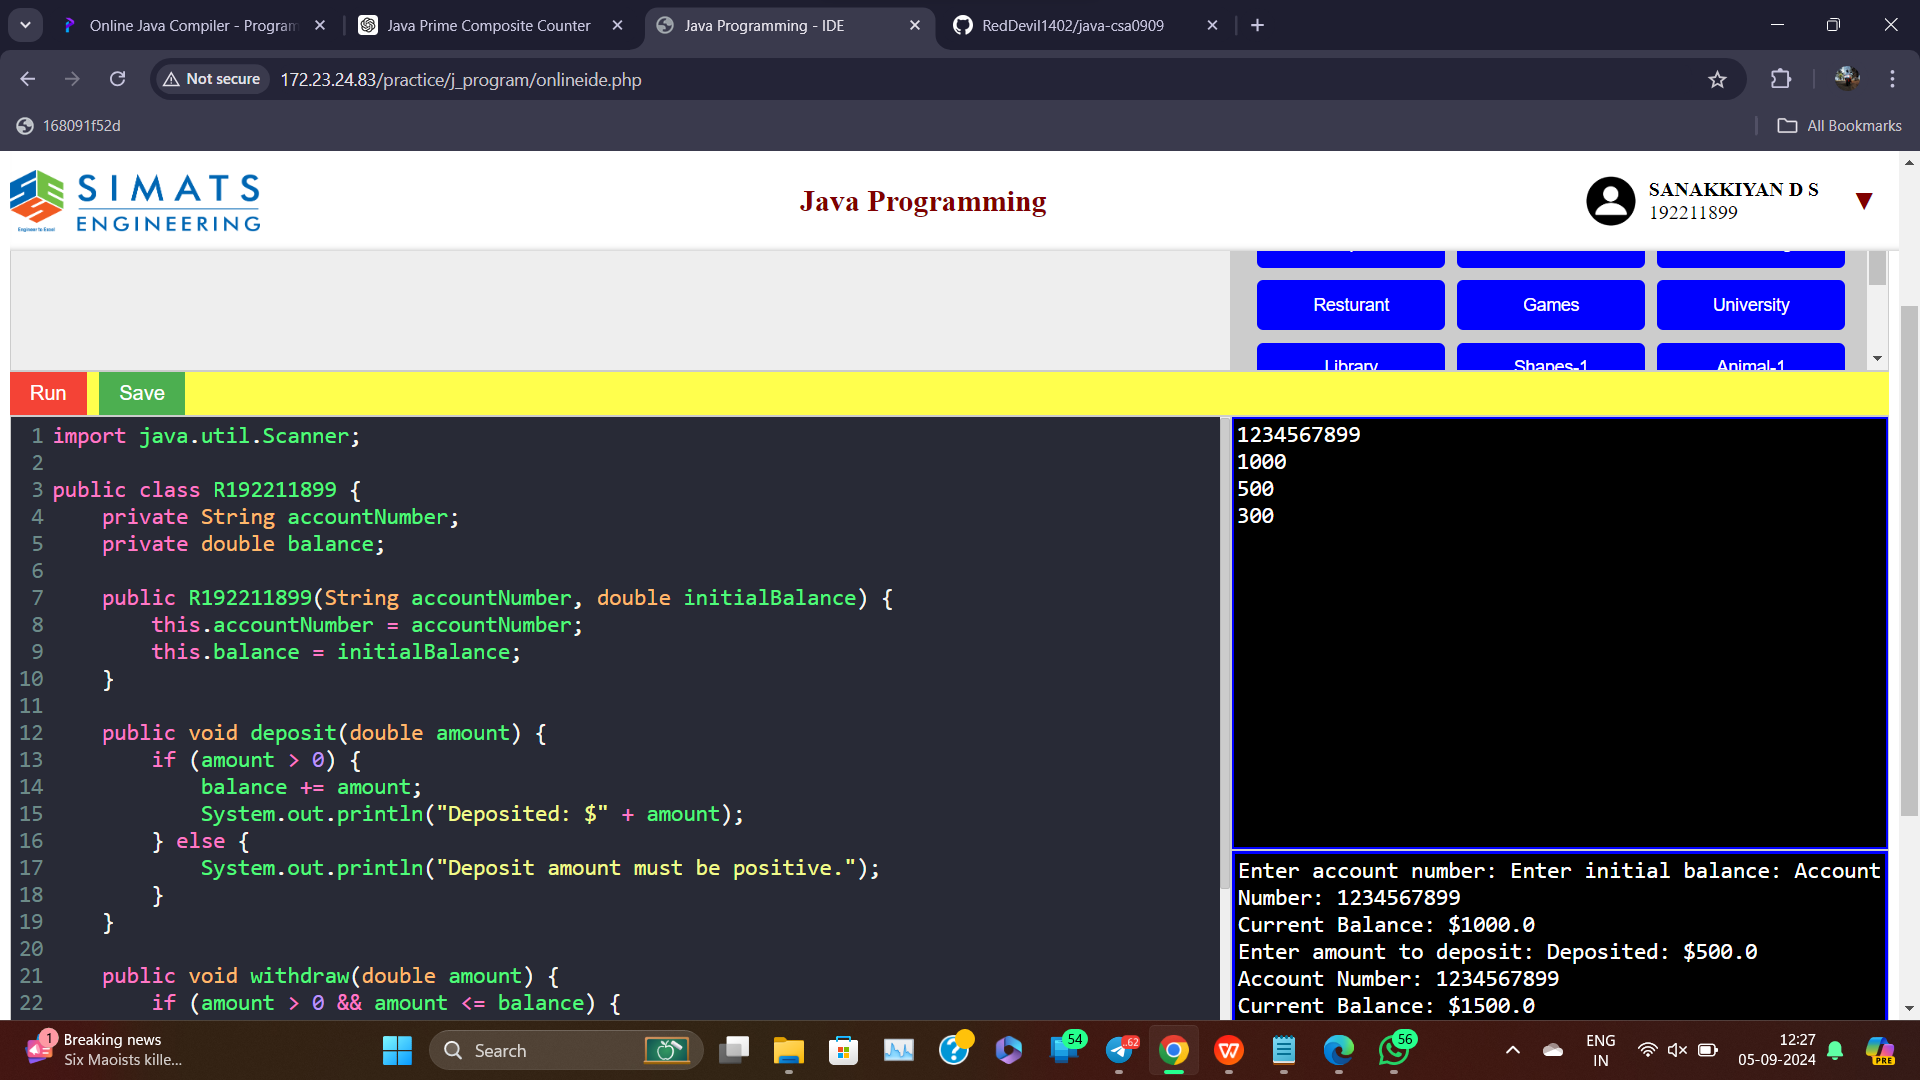 Online Java Compiler - Program
Java Prime Composite Counter
Java Programming - IDE
RedDevil1402/java-csa0909
Not secure
172.23.24.83/practice/j_program/onlineide.php
168091f52d
All Bookmarks
SIMATS
ENGINEERING
Engineer to Excel
Java Programming
SANAKKIYAN D S
192211899
Resturant
Games
University
Library
Shapes-1
Animal-1
Run
Save
1 import java.util.Scanner;
2
3 public class R192211899 {
4     private String accountNumber;
5     private double balance;
6
7     public R192211899(String accountNumber, double initialBalance) {
8         this.accountNumber = accountNumber;
9         this.balance = initialBalance;
10     }
11
12     public void deposit(double amount) {
13         if (amount > 0) {
14             balance += amount;
15             System.out.println("Deposited: $" + amount);
16         } else {
17             System.out.println("Deposit amount must be positive.");
18         }
19     }
20
21     public void withdraw(double amount) {
22         if (amount > 0 && amount <= balance) {
1234567899
1000
500
300
Enter account number: Enter initial balance: Account
Number: 1234567899
Current Balance: $1000.0
Enter amount to deposit: Deposited: $500.0
Account Number: 1234567899
Current Balance: $1500.0
1
Breaking news
Six Maoists kille...
Search
54
..62
56
ENG
IN
12:27
05-09-2024
PRE